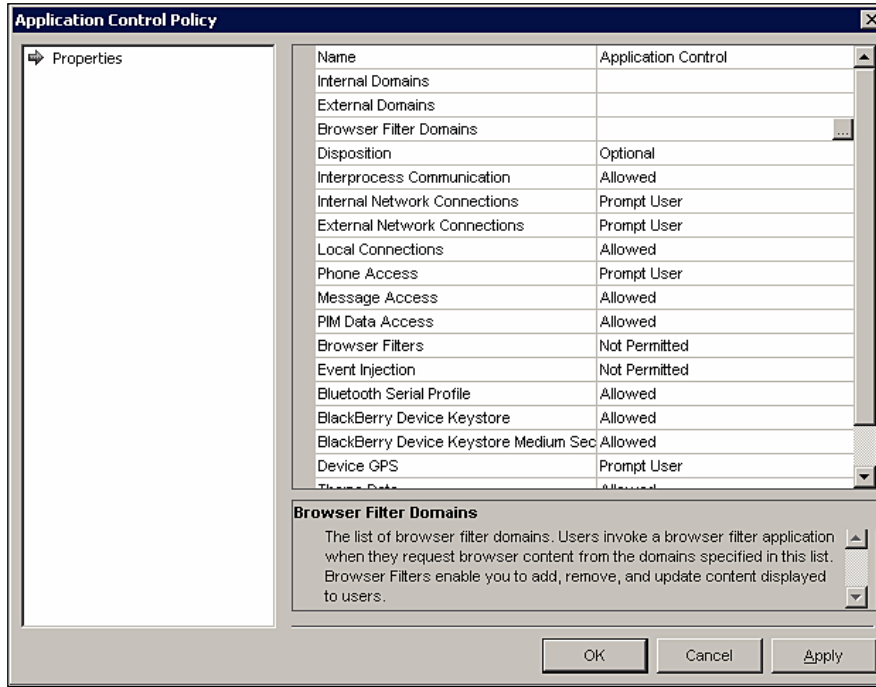 Application Control Policy
Properties
Name Application Control
Internal Domains
External Domains
Browser Filter Domains ...
Disposition Optional
Interprocess Communication Allowed
Internal Network Connections Prompt User
External Network Connections Prompt User
Local Connections Allowed
Phone Access Prompt User
Message Access Allowed
PIM Data Access Allowed
Browser Filters Not Permitted
Event Injection Not Permitted
Bluetooth Serial Profile Allowed
BlackBerry Device Keystore Allowed
BlackBerry Device Keystore Medium Sec Allowed
Device GPS Prompt User
Theme Data Allowed
Browser Filter Domains
The list of browser filter domains. Users invoke a browser filter application
when they request browser content from the domains specified in this list.
Browser Filters enable you to add, remove, and update content displayed
to users.
OK Cancel Apply